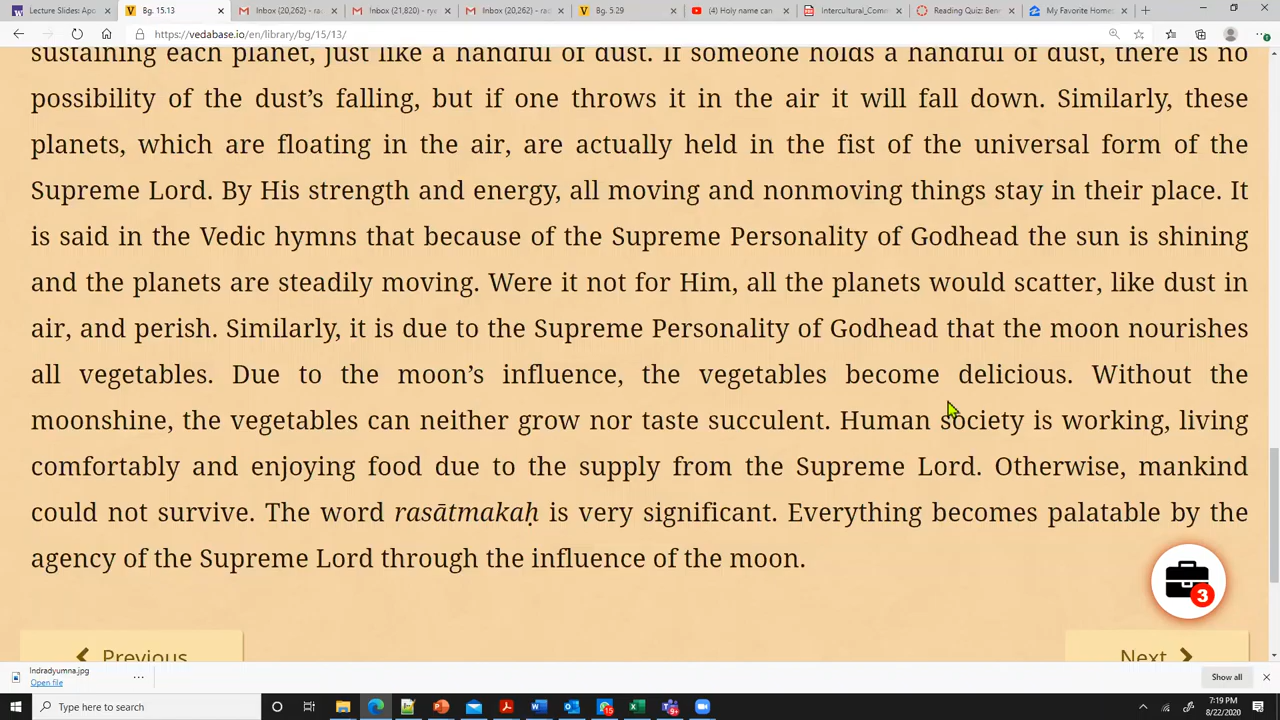 Lecture Slides: Apo
Bg. 15.13
Inbox (20,262) - ra
Inbox (21,820) - rya
Inbox (20,262) - rad
Bg. 5.29
(4) Holy name can
Intercultural_Comm
Reading Quiz: Benn
My Favorite Homes
https://vedabase.io/en/library/bg/15/13/
sustaining each planet, just like a handful of dust. If someone holds a handful of dust, there is no
possibility of the dust’s falling, but if one throws it in the air it will fall down. Similarly, these
planets, which are floating in the air, are actually held in the fist of the universal form of the
Supreme Lord. By His strength and energy, all moving and nonmoving things stay in their place. It
is said in the Vedic hymns that because of the Supreme Personality of Godhead the sun is shining
and the planets are steadily moving. Were it not for Him, all the planets would scatter, like dust in
air, and perish. Similarly, it is due to the Supreme Personality of Godhead that the moon nourishes
all vegetables. Due to the moon’s influence, the vegetables become delicious. Without the
moonshine, the vegetables can neither grow nor taste succulent. Human society is working, living
comfortably and enjoying food due to the supply from the Supreme Lord. Otherwise, mankind
could not survive. The word rasātmakaḥ is very significant. Everything becomes palatable by the
agency of the Supreme Lord through the influence of the moon.
3
Previous
Next
Indradyumna.jpg
Open file
Show all
Type here to search
7:19 PM
8/22/2020